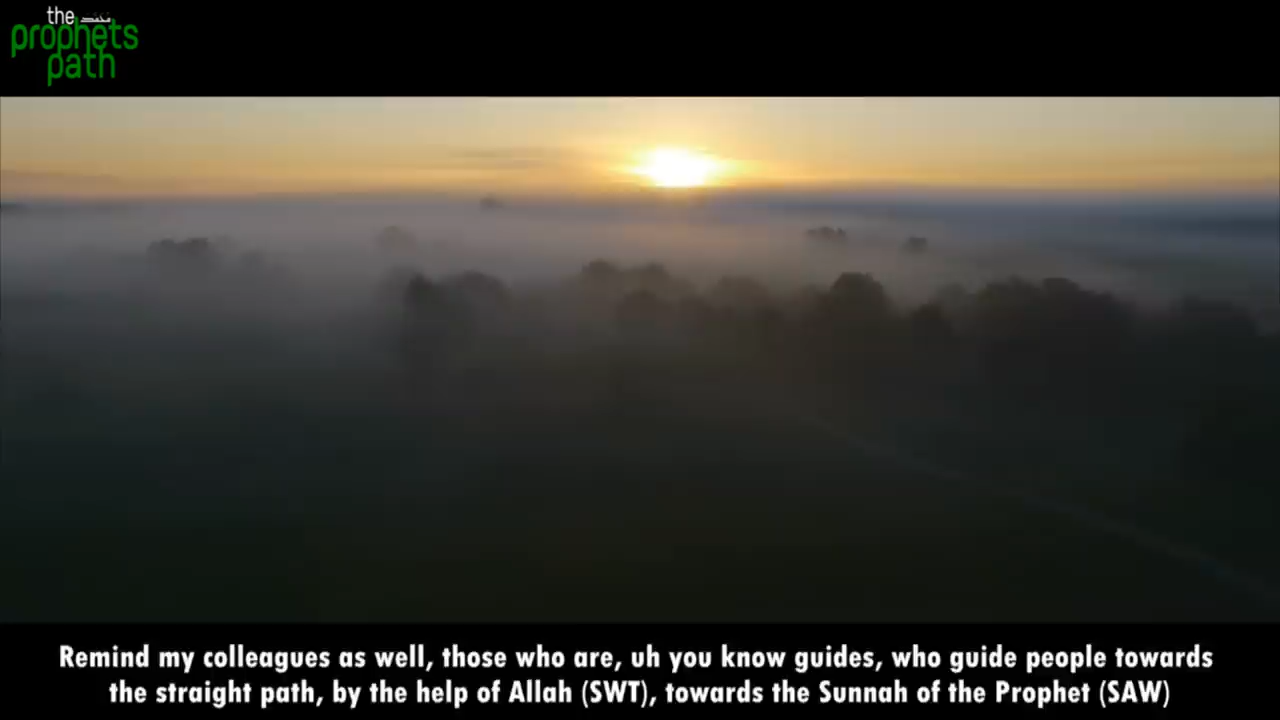 the
prophets
path
Remind my colleagues as well, those who are, uh you know guides, who guide people towards
the straight path, by the help of Allah (SWT), towards the Sunnah of the Prophet (SAW)